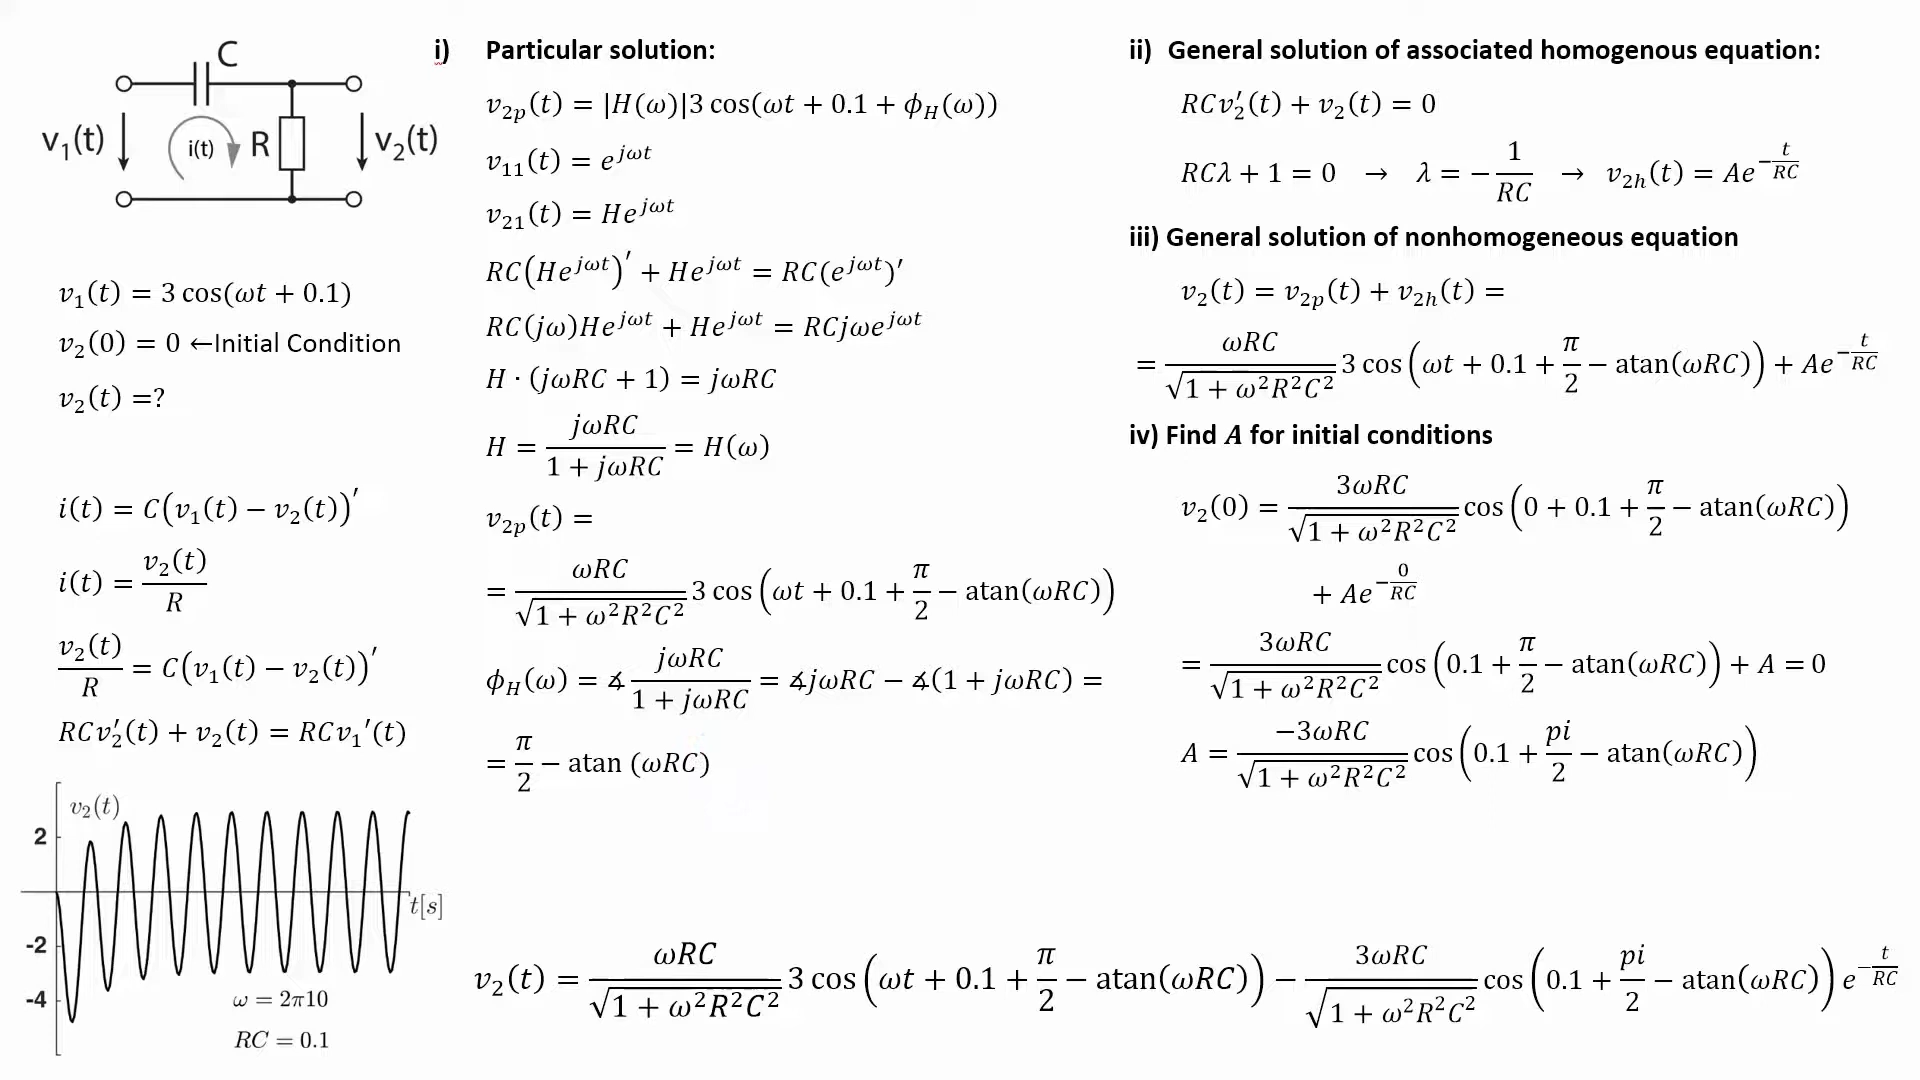 C
v₁(t)
i(t)
R
v₂(t)
v₁(t) = 3 cos(ωt + 0.1)
v₂(0) = 0 ←Initial Condition
v₂(t) =?
i(t) = C(v₁(t) − v₂(t))′
i(t) = v₂(t)/R
v₂(t)/R = C(v₁(t) − v₂(t))′
RCv₂′(t) + v₂(t) = RCv₁′(t)
v₂(t)
2
-2
-4
t[s]
ω = 2π10
RC = 0.1
i) Particular solution:
v₂ₚ(t) = |H(ω)|3 cos(ωt + 0.1 + ϕ_H(ω))
v₁₁(t) = e^{jωt}
v₂₁(t) = He^{jωt}
RC(He^{jωt})′ + He^{jωt} = RC(e^{jωt})′
RC(jω)He^{jωt} + He^{jωt} = RCjωe^{jωt}
H · (jωRC + 1) = jωRC
H = jωRC/(1 + jωRC) = H(ω)
v₂ₚ(t) =
= ωRC/√(1 + ω²R²C²) 3 cos(ωt + 0.1 + π/2 − atan(ωRC))
ϕ_H(ω) = ∡ jωRC/(1 + jωRC) = ∡jωRC − ∡(1 + jωRC) =
= π/2 − atan (ωRC)
ii) General solution of associated homogenous equation:
RCv₂′(t) + v₂(t) = 0
RCλ + 1 = 0 → λ = −1/RC → v₂ₕ(t) = Ae^{−t/RC}
iii) General solution of nonhomogeneous equation
v₂(t) = v₂ₚ(t) + v₂ₕ(t) =
= ωRC/√(1 + ω²R²C²) 3 cos(ωt + 0.1 + π/2 − atan(ωRC)) + Ae^{−t/RC}
iv) Find A for initial conditions
v₂(0) = 3ωRC/√(1 + ω²R²C²) cos(0 + 0.1 + π/2 − atan(ωRC))
+ Ae^{−0/RC}
= 3ωRC/√(1 + ω²R²C²) cos(0.1 + π/2 − atan(ωRC)) + A = 0
A = −3ωRC/√(1 + ω²R²C²) cos(0.1 + pi/2 − atan(ωRC))
v₂(t) = ωRC/√(1 + ω²R²C²) 3 cos(ωt + 0.1 + π/2 − atan(ωRC)) − 3ωRC/√(1 + ω²R²C²) cos(0.1 + pi/2 − atan(ωRC)) e^{−t/RC}